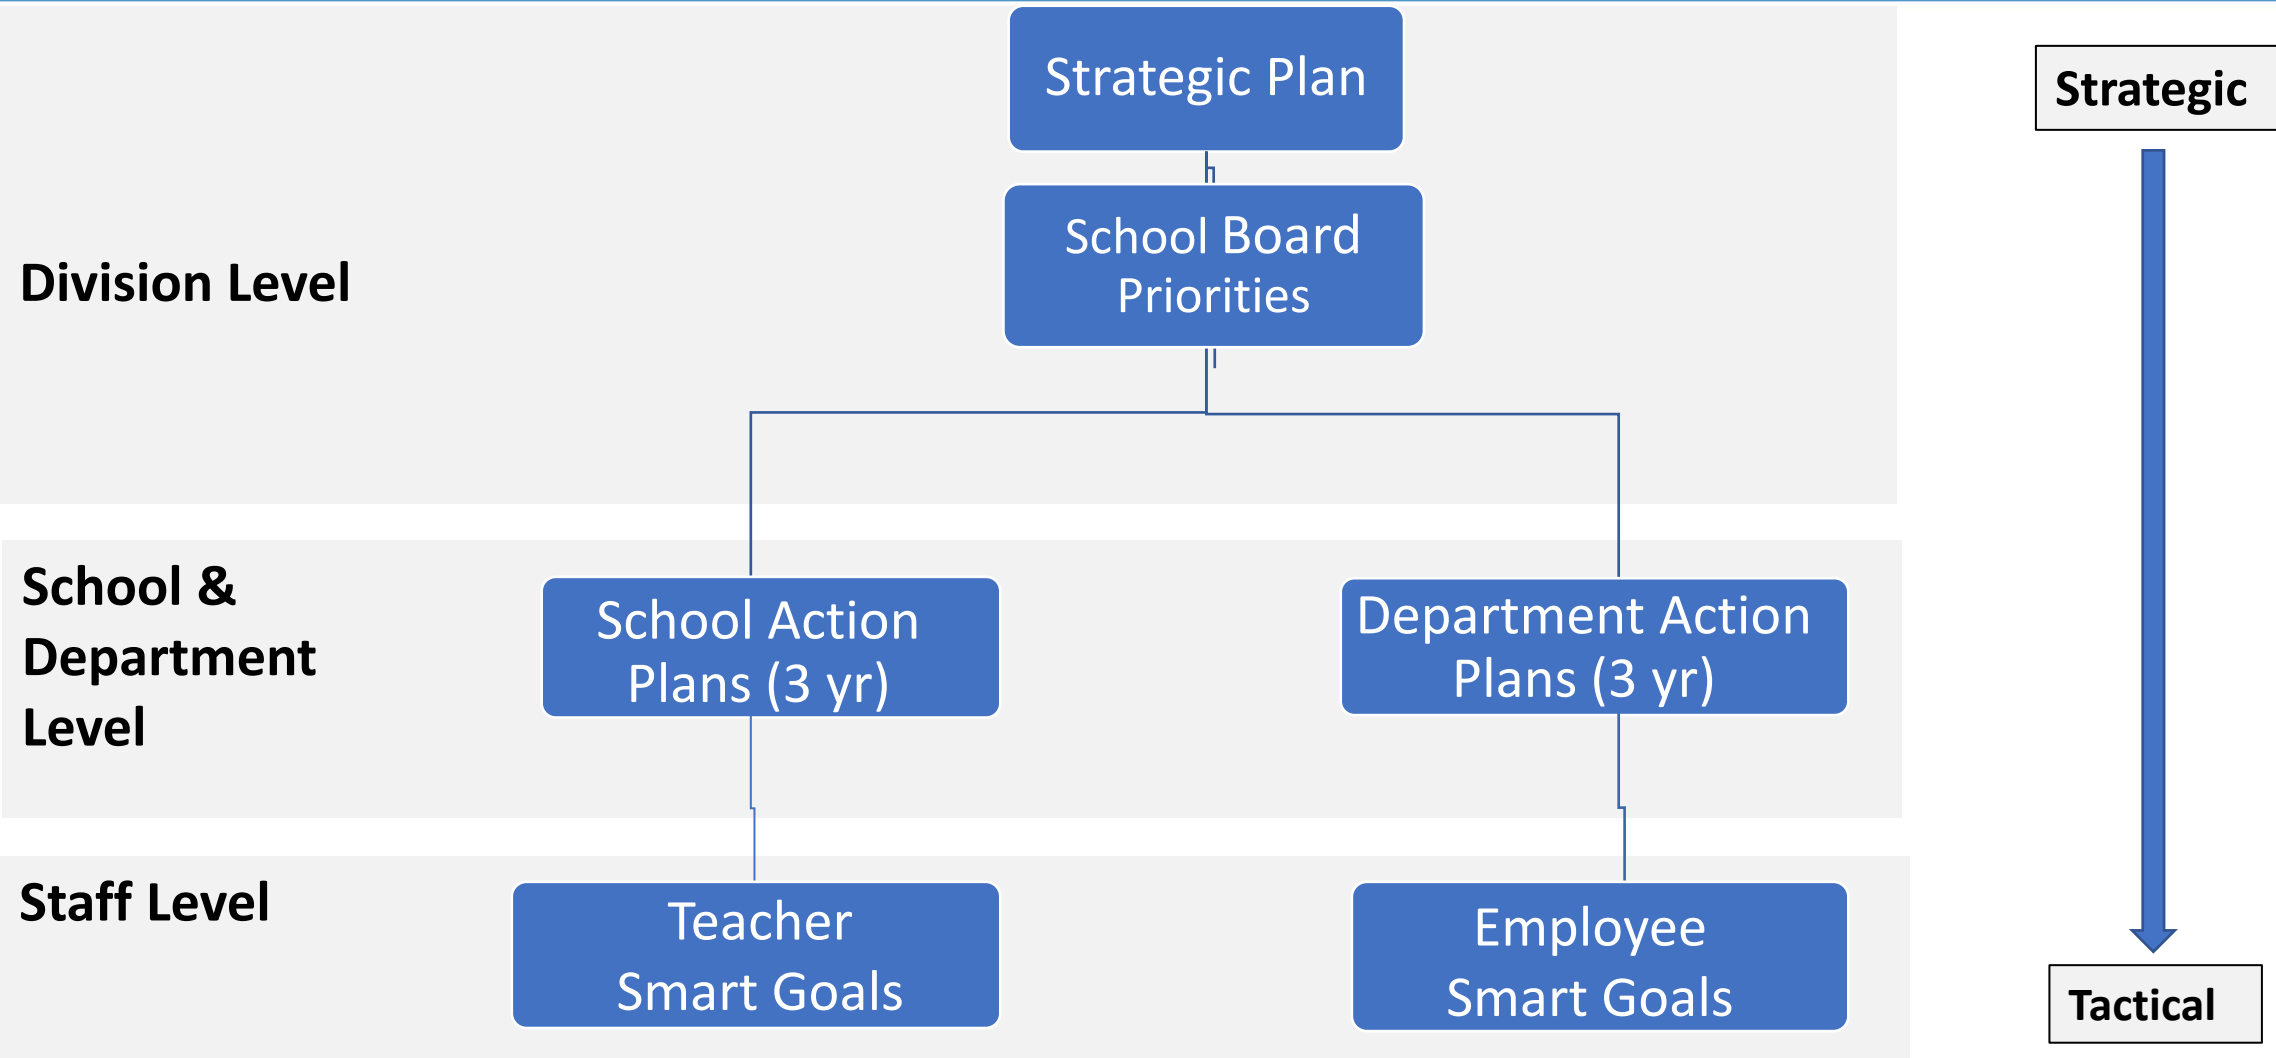 Strategic Plan
Strategic
School Board
Priorities
Division Level
School &
Department
Level
School Action
Plans (3 yr)
Department Action
Plans (3 yr)
Staff Level
Teacher
Smart Goals
Employee
Smart Goals
Tactical